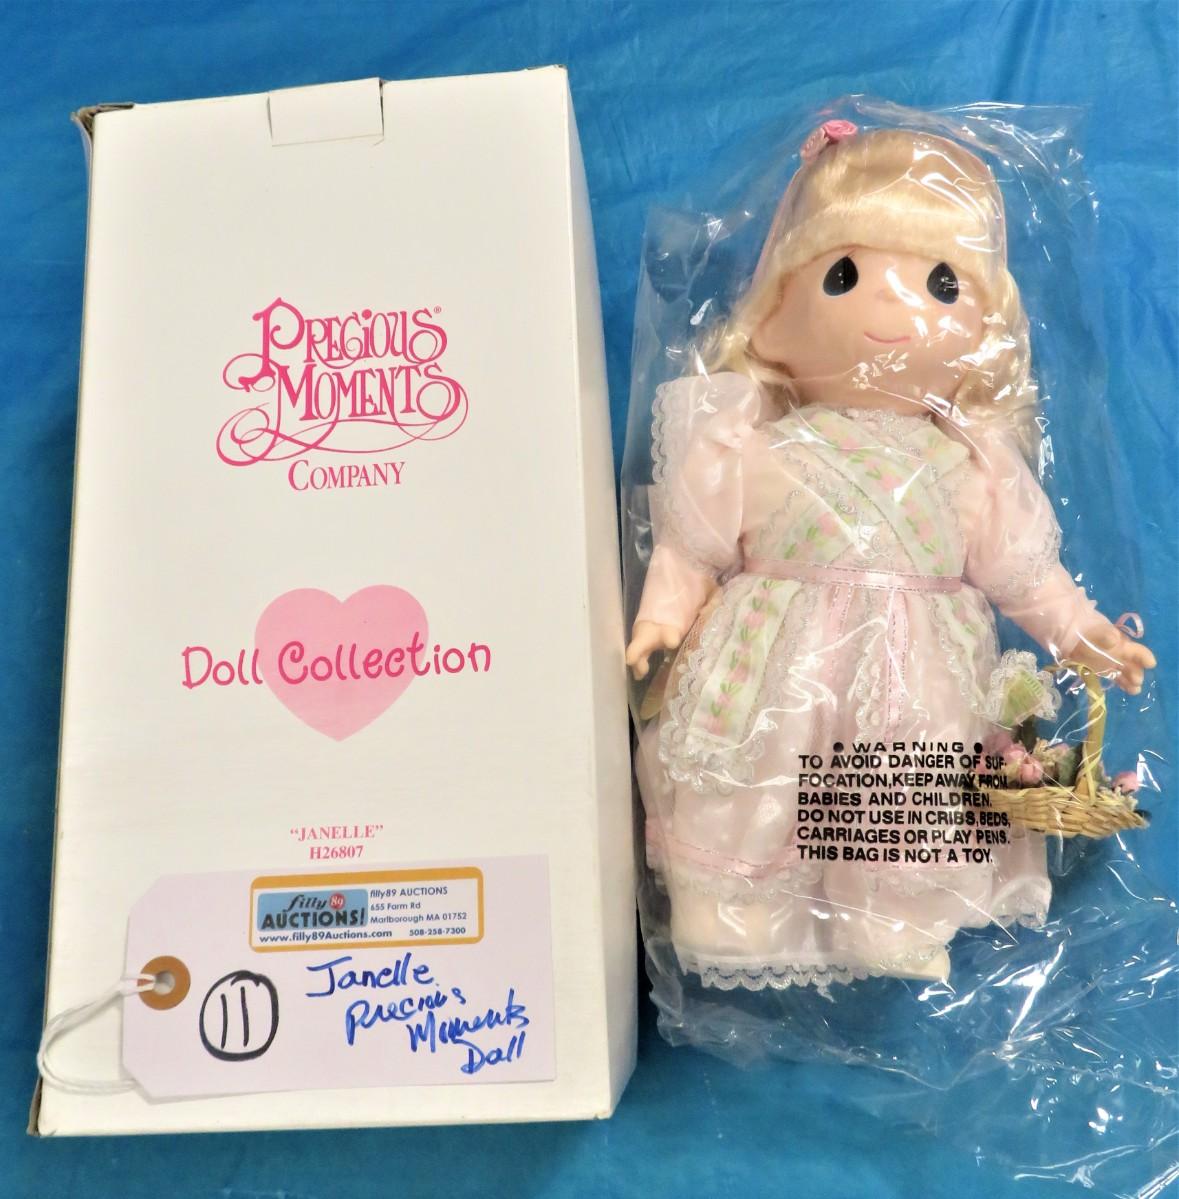 PRECIOUS®
MOMENTS
COMPANY
Doll Collection
"JANELLE"
H26807
filly 89
AUCTIONS!
www.filly89Auctions.com
filly89 AUCTIONS
655 Farm Rd
Marlborough MA 01752
508-258-7300
11
Janelle
Precious
Moments
Doll
• WARNING •
TO AVOID DANGER OF SUF-
FOCATION, KEEP AWAY FROM
BABIES AND CHILDREN.
DO NOT USE IN CRIBS, BEDS,
CARRIAGES OR PLAY PENS.
THIS BAG IS NOT A TOY.